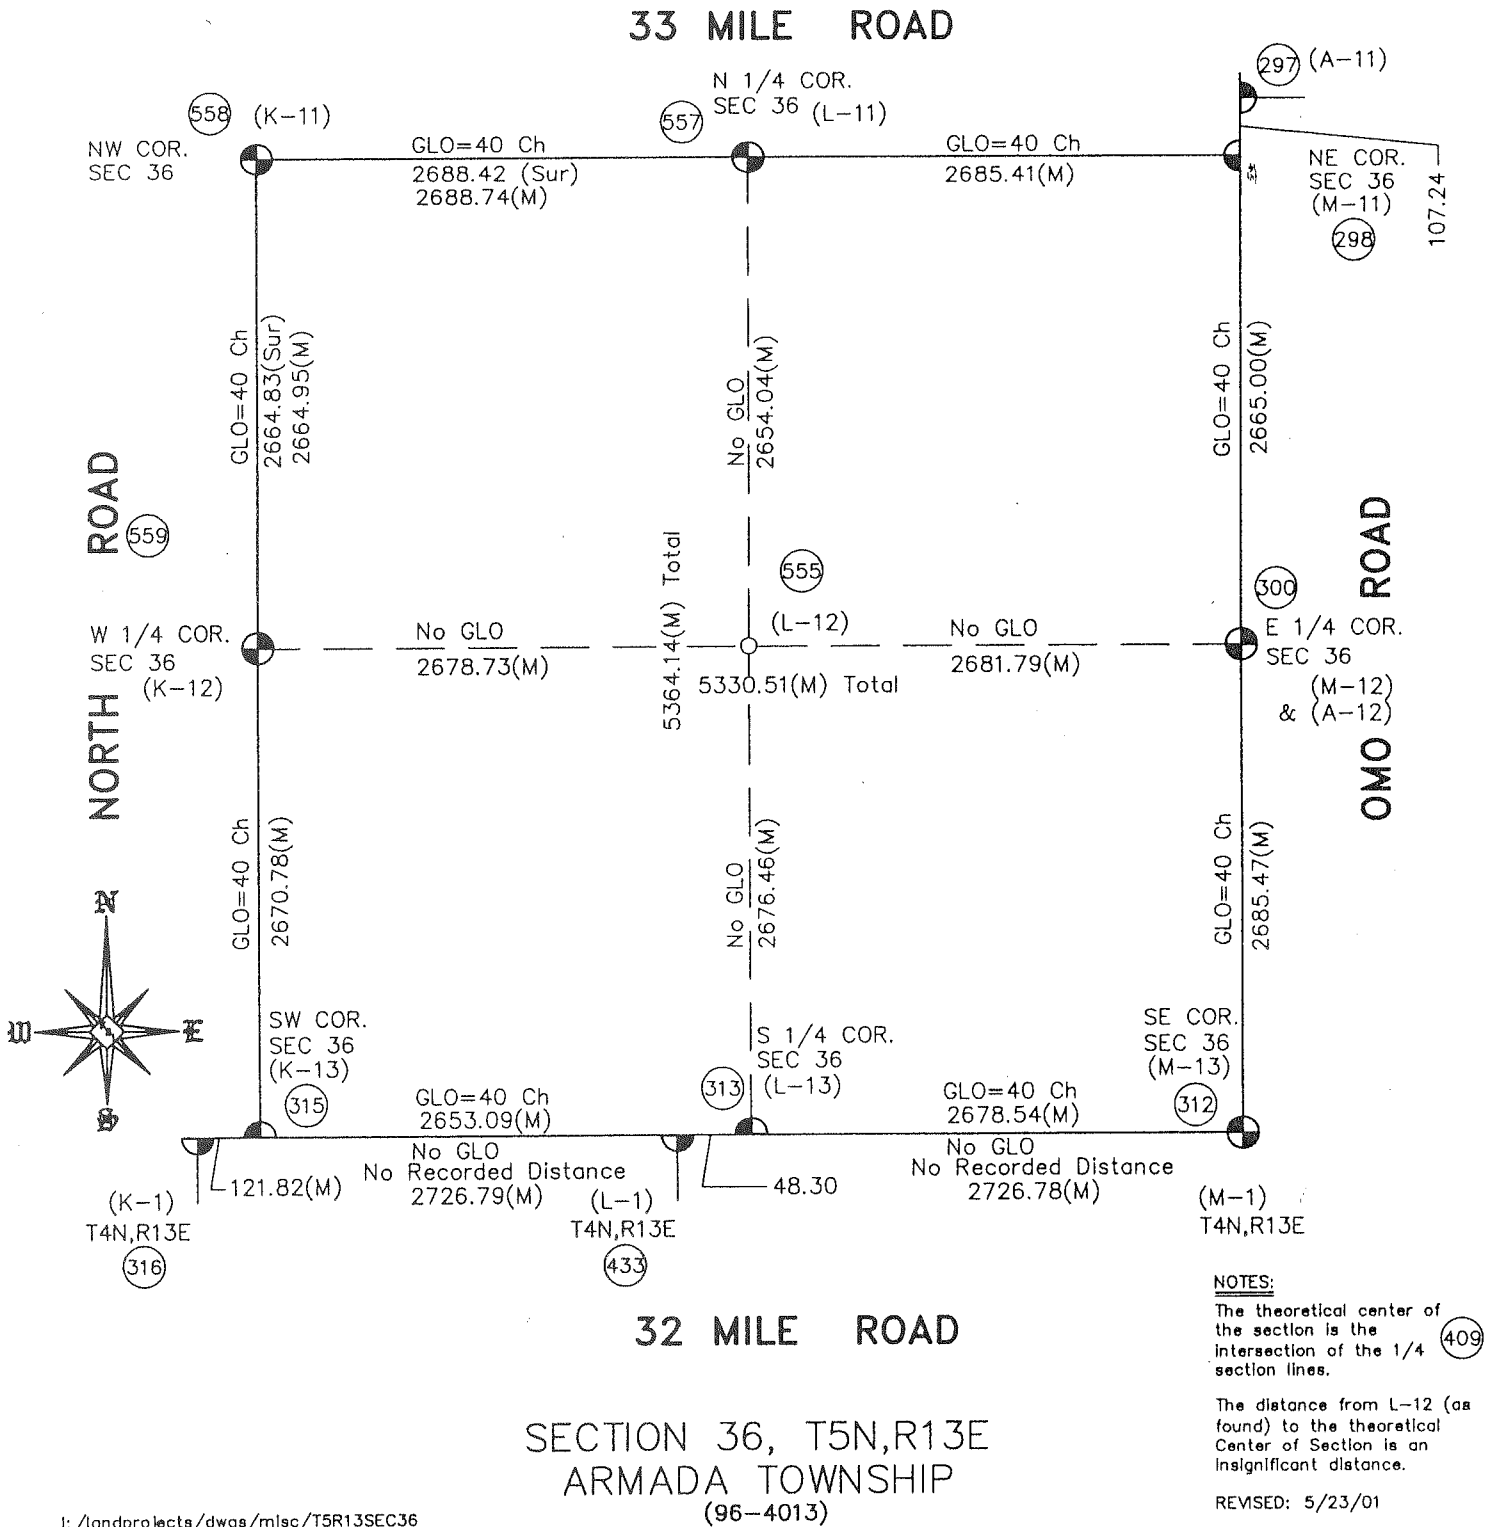 33 MILE ROAD
297 (A-11)
N 1/4 COR.
SEC 36 (L-11)
557
558 (K-11)
NW COR.
SEC 36
GLO=40 Ch
2688.42 (Sur)
2688.74(M)
GLO=40 Ch
2685.41(M)
NE COR.
SEC 36
(M-11)
298
107.24
GLO=40 Ch
2664.83(Sur)
2664.95(M)
No GLO
2654.04(M)
GLO=40 Ch
2665.00(M)
NORTH ROAD
559
OMO ROAD
5364.14(M) Total
555
(L-12)
300
W 1/4 COR.
SEC 36
(K-12)
No GLO
2678.73(M)
No GLO
2681.79(M)
5330.51(M) Total
E 1/4 COR.
SEC 36
(M-12)
& (A-12)
GLO=40 Ch
2670.78(M)
No GLO
2676.46(M)
GLO=40 Ch
2685.47(M)
N
W
E
S
SW COR.
SEC 36
(K-13)
315
S 1/4 COR.
SEC 36
(L-13)
313
SE COR.
SEC 36
(M-13)
312
GLO=40 Ch
2653.09(M)
GLO=40 Ch
2678.54(M)
No GLO
No Recorded Distance
2726.79(M)
No GLO
No Recorded Distance
2726.78(M)
121.82(M)
48.30
(K-1)
T4N,R13E
316
(L-1)
T4N,R13E
433
(M-1)
T4N,R13E
32 MILE ROAD
NOTES:
The theoretical center of
the section is the
intersection of the 1/4
section lines.
409
The distance from L-12 (as
found) to the theoretical
Center of Section is an
insignificant distance.
REVISED: 5/23/01
SECTION 36, T5N,R13E
ARMADA TOWNSHIP
(96-4013)
I: /landprojects/dwgs/misc/T5R13SEC36